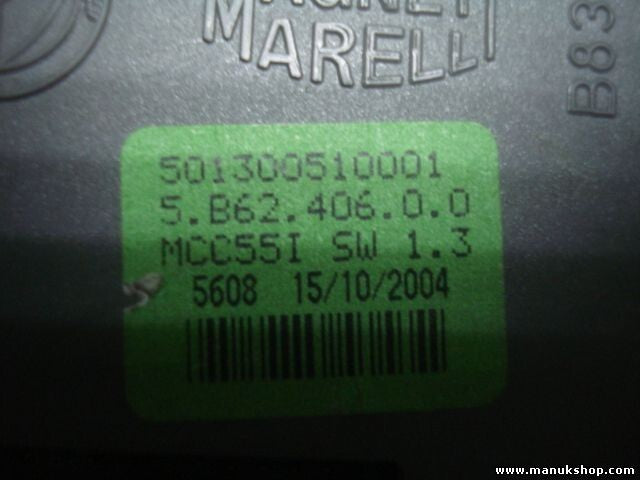 MAGNETI
MARELLI
B83
501300510001
5.B62.406.0.0
MCC55I SW 1.3
5608 15/10/2004
www.manukshop.com